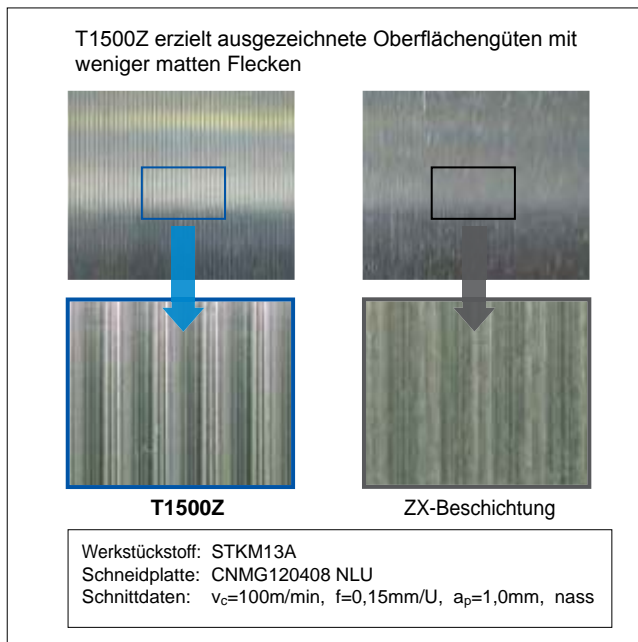 T1500Z erzielt ausgezeichnete Oberflächengüten mit
weniger matten Flecken
T1500Z
ZX-Beschichtung
Werkstückstoff: STKM13A
Schneidplatte: CNMG120408 NLU
Schnittdaten: vc=100m/min, f=0,15mm/U, ap=1,0mm, nass